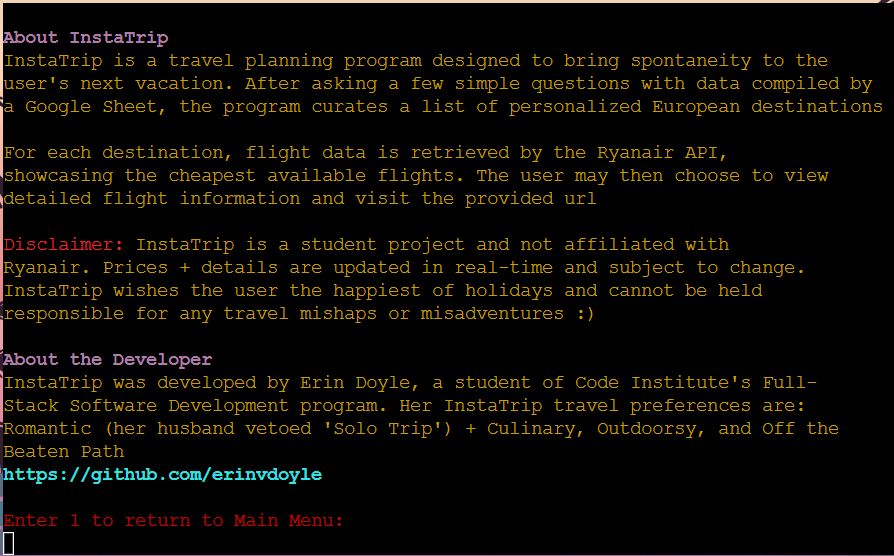 About InstaTrip
InstaTrip is a travel planning program designed to bring spontaneity to the
user's next vacation. After asking a few simple questions with data compiled by
a Google Sheet, the program curates a list of personalized European destinations
For each destination, flight data is retrieved by the Ryanair API,
showcasing the cheapest available flights. The user may then choose to view
detailed flight information and visit the provided url
Disclaimer: InstaTrip is a student project and not affiliated with
Ryanair. Prices + details are updated in real-time and subject to change.
InstaTrip wishes the user the happiest of holidays and cannot be held
responsible for any travel mishaps or misadventures :)
About the Developer
InstaTrip was developed by Erin Doyle, a student of Code Institute's Full-
Stack Software Development program. Her InstaTrip travel preferences are:
Romantic (her husband vetoed 'Solo Trip') + Culinary, Outdoorsy, and Off the
Beaten Path
https://github.com/erinvdoyle
Enter 1 to return to Main Menu: